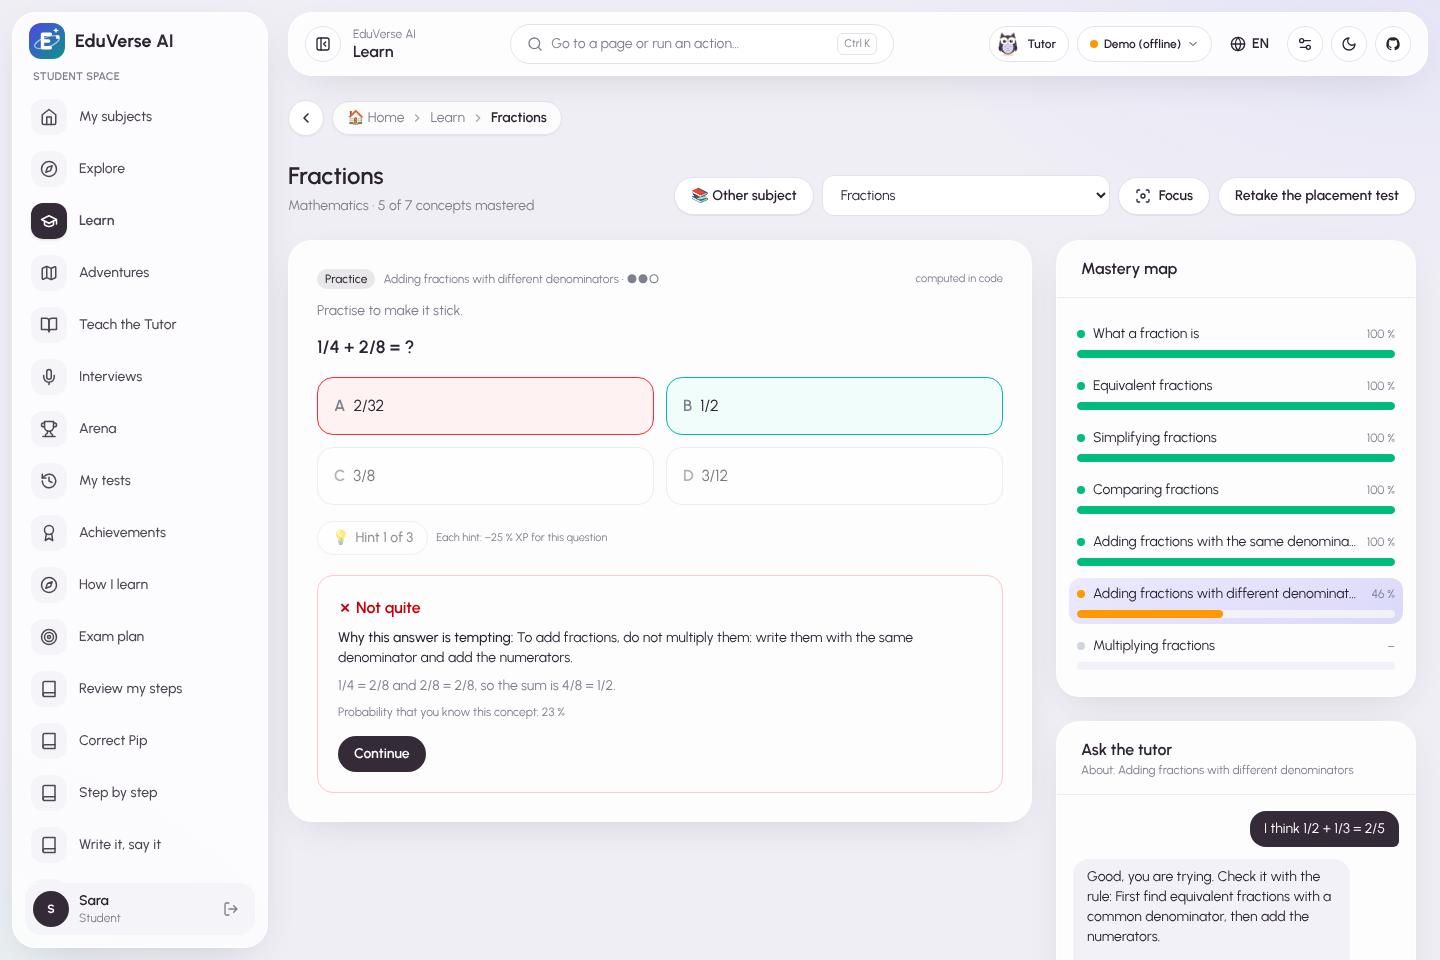 EduVerse AI
STUDENT SPACE
My subjects
Explore
Learn
Adventures
Teach the Tutor
Interviews
Arena
My tests
Achievements
How I learn
Exam plan
Review my steps
Correct Pip
Step by step
Write it, say it
S
Sara
Student
EduVerse AI
Learn
Go to a page or run an action...
Ctrl K
Tutor
Demo (offline)
EN
Home
Learn
Fractions
Fractions
Mathematics · 5 of 7 concepts mastered
Other subject
Fractions
Focus
Retake the placement test
Practice
Adding fractions with different denominators · ●●○
computed in code
Practise to make it stick.
1/4 + 2/8 = ?
A 2/32
B 1/2
C 3/8
D 3/12
Hint 1 of 3
Each hint: −25 % XP for this question
✕ Not quite
Why this answer is tempting: To add fractions, do not multiply them: write them with the same
denominator and add the numerators.
1/4 = 2/8 and 2/8 = 2/8, so the sum is 4/8 = 1/2.
Probability that you know this concept: 23 %
Continue
Mastery map
What a fraction is 100 %
Equivalent fractions 100 %
Simplifying fractions 100 %
Comparing fractions 100 %
Adding fractions with the same denomina... 100 %
Adding fractions with different denominat... 46 %
Multiplying fractions –
Ask the tutor
About: Adding fractions with different denominators
I think 1/2 + 1/3 = 2/5
Good, you are trying. Check it with the
rule: First find equivalent fractions with a
common denominator, then add the
numerators.